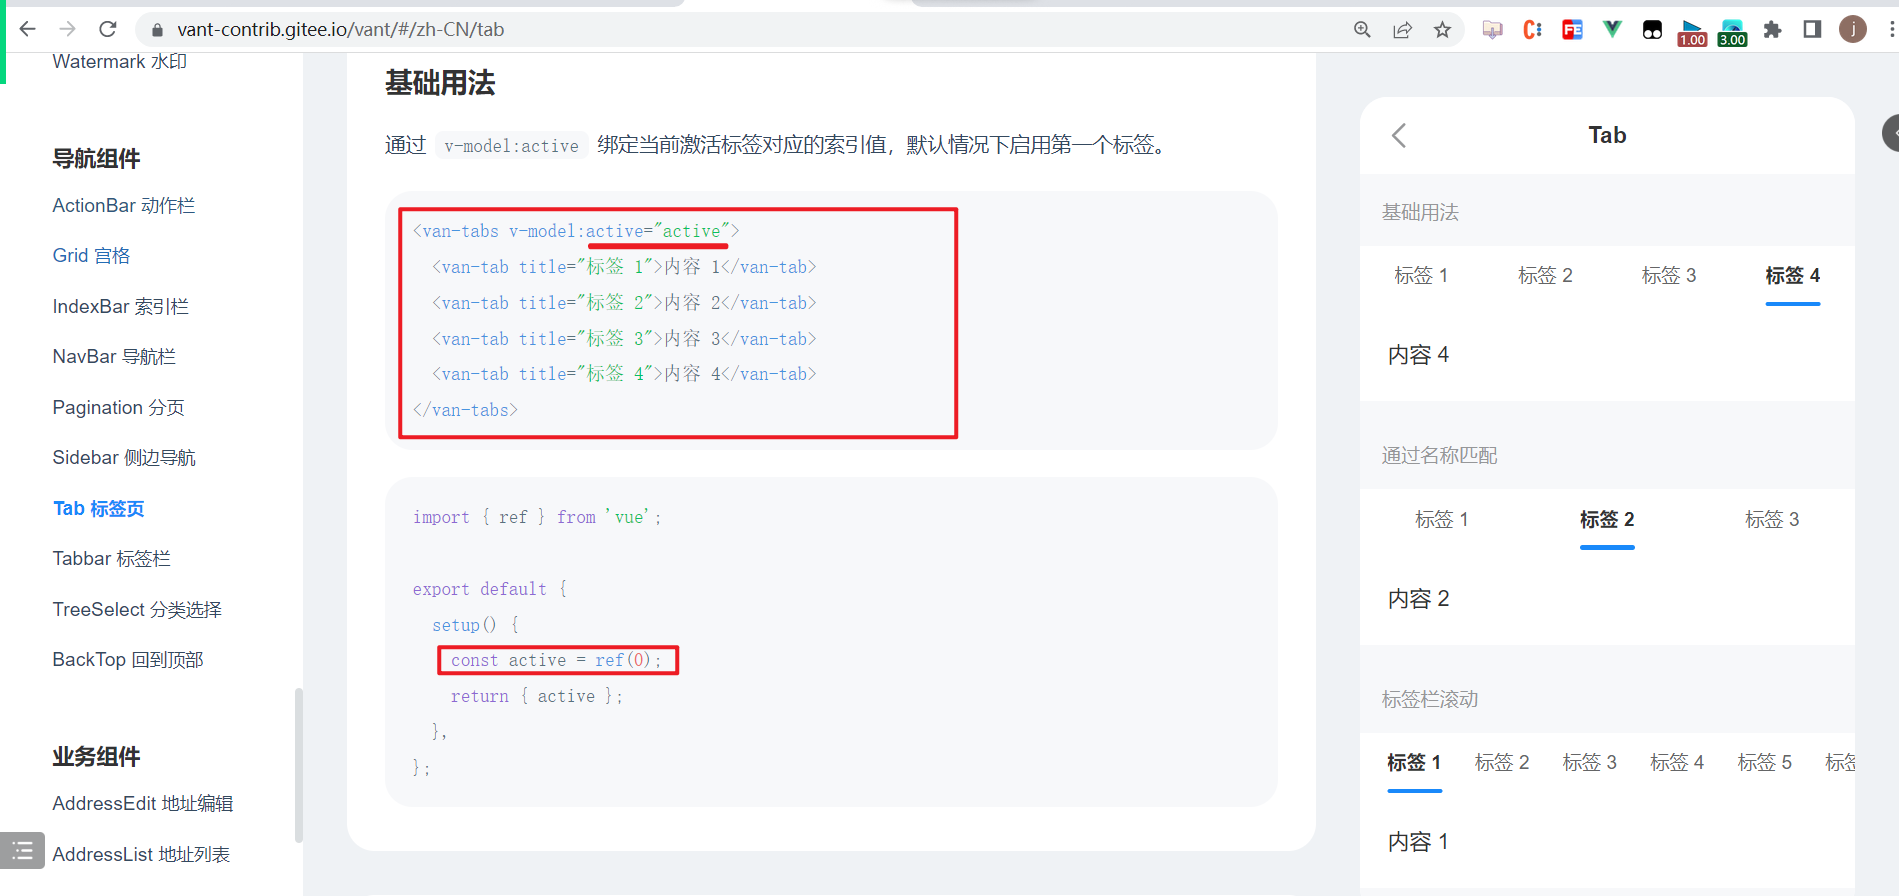 vant-contrib.gitee.io/vant/#/zh-CN/tab
1.00
3.00
j
Watermark 水印
导航组件
ActionBar 动作栏
Grid 宫格
IndexBar 索引栏
NavBar 导航栏
Pagination 分页
Sidebar 侧边导航
Tab 标签页
Tabbar 标签栏
TreeSelect 分类选择
BackTop 回到顶部
业务组件
AddressEdit 地址编辑
AddressList 地址列表
基础用法
通过 v-model:active 绑定当前激活标签对应的索引值，默认情况下启用第一个标签。
<van-tabs v-model:active="active">
<van-tab title="标签 1">内容 1</van-tab>
<van-tab title="标签 2">内容 2</van-tab>
<van-tab title="标签 3">内容 3</van-tab>
<van-tab title="标签 4">内容 4</van-tab>
</van-tabs>
import { ref } from 'vue';
export default {
setup() {
const active = ref(0);
return { active };
},
};
Tab
基础用法
标签 1 标签 2 标签 3 标签 4
内容 4
通过名称匹配
标签 1 标签 2 标签 3
内容 2
标签栏滚动
标签 1 标签 2 标签 3 标签 4 标签 5
内容 1